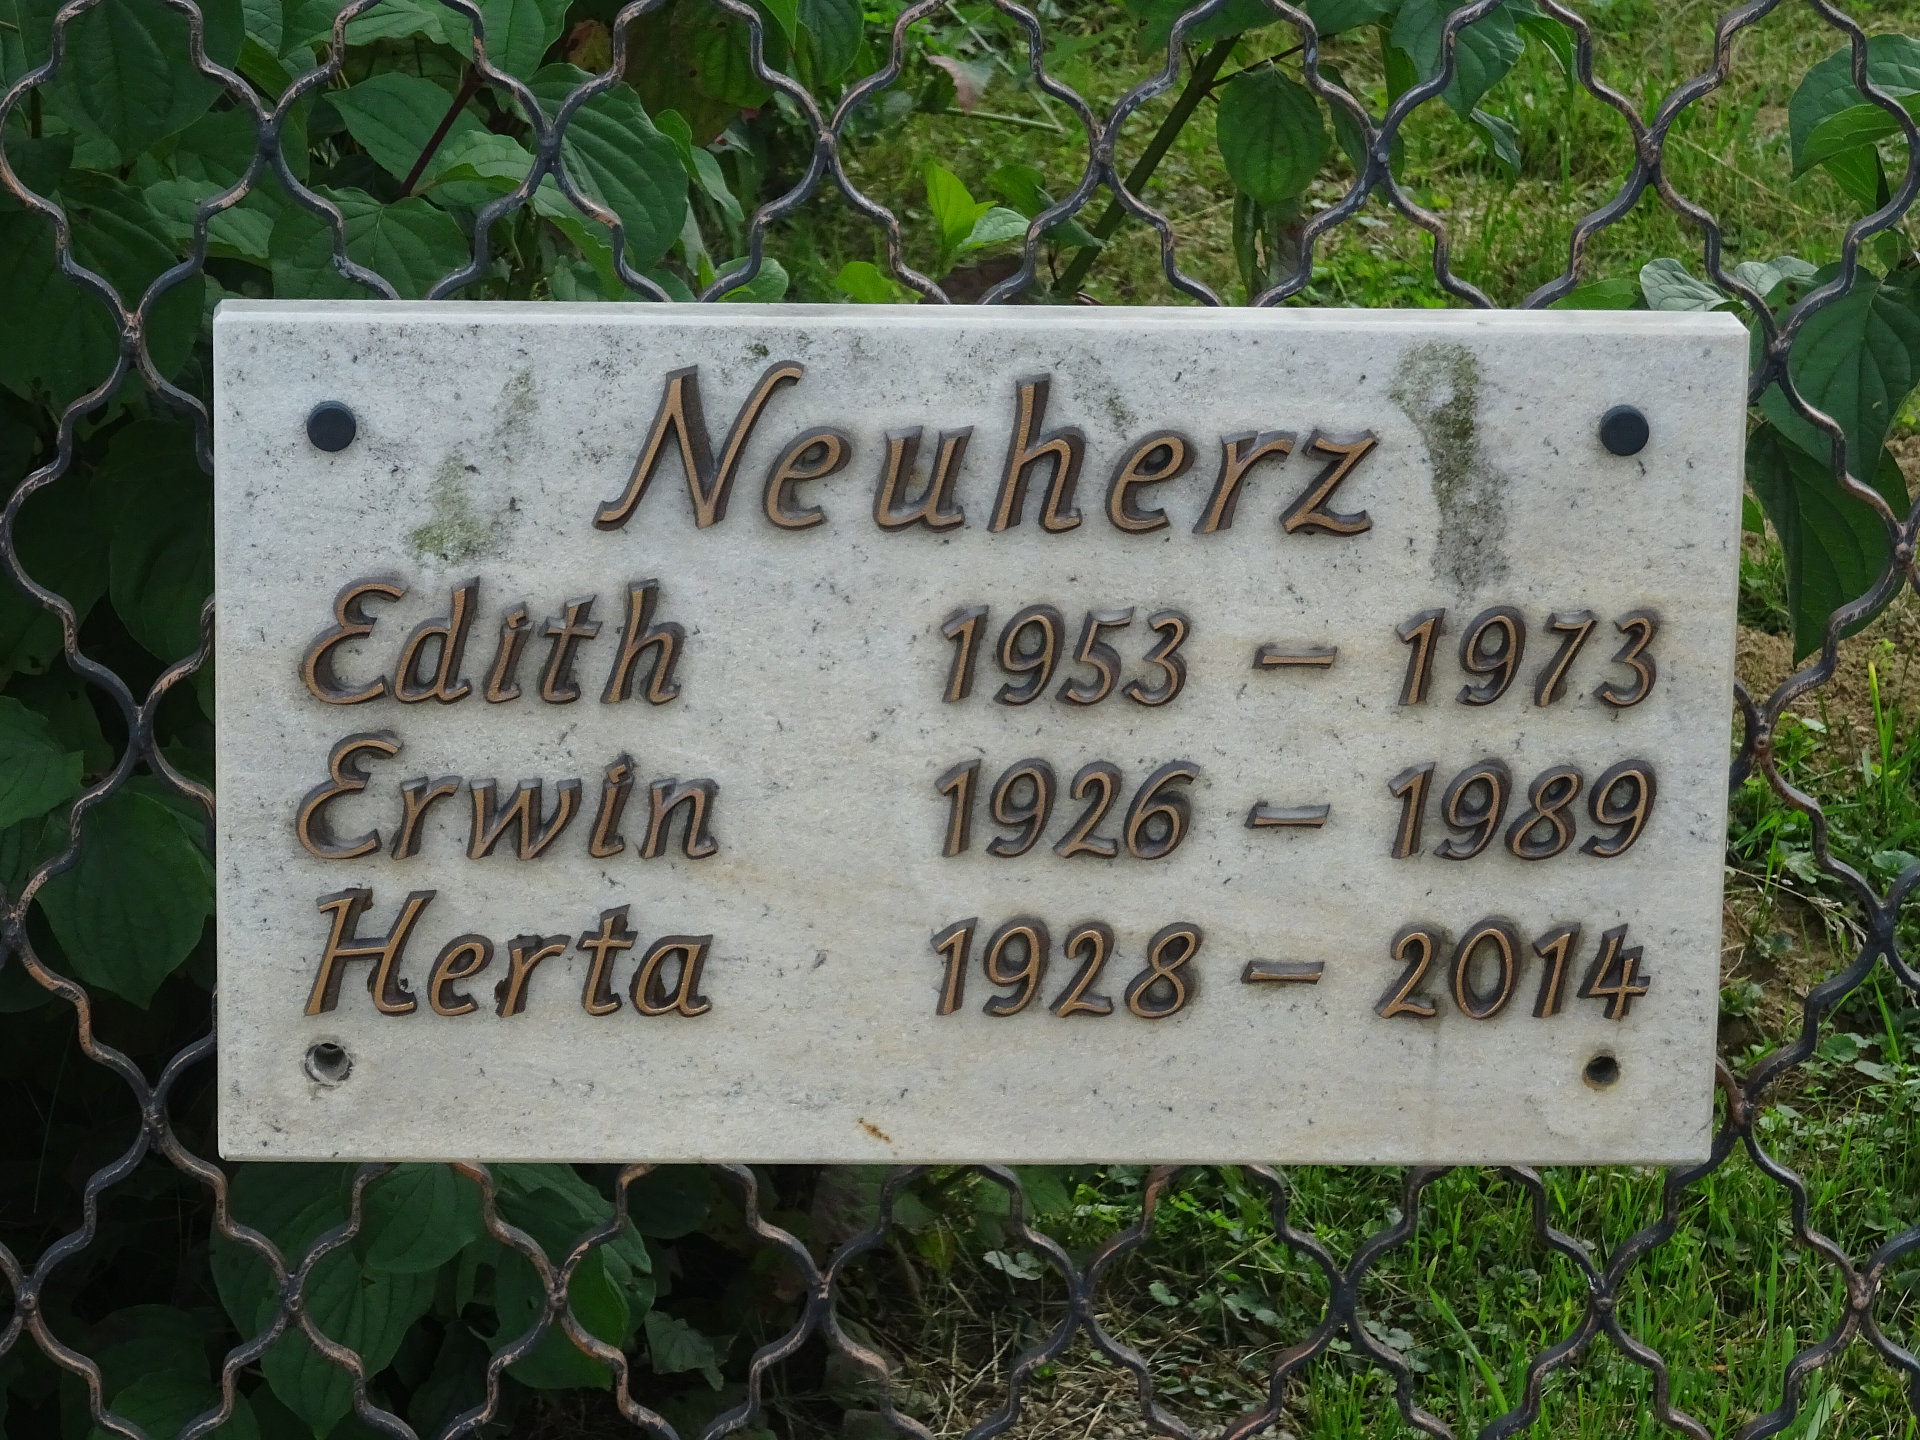 Neuherz
Edith 1953 – 1973
Erwin 1926 – 1989
Herta 1928 – 2014